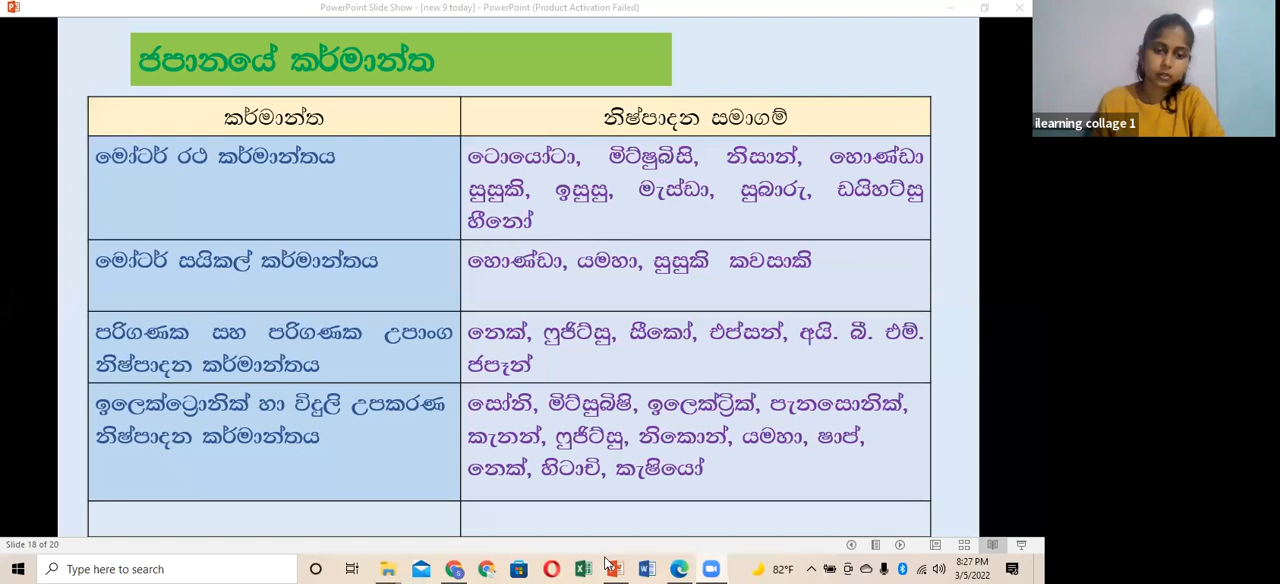 PowerPoint Slide Show - [new 9 today] - PowerPoint (Product Activation Failed)
ජපානයේ කර්මාන්ත
කර්මාන්ත
නිෂ්පාදන සමාගම්
මෝටර් රථ කර්මාන්තය
ටොයෝටා, මිට්ෂුබිසි, නිසාන්, හොණ්ඩා
සුසුකි, ඉසුසු, මැස්ඩා, සුබාරු, ඩයිහට්සු
හීනෝ
මෝටර් සයිකල් කර්මාන්තය
හොණ්ඩා, යමහා, සුසුකි කවසාකි
පරිගණක සහ පරිගණක උපාංග
නිෂ්පාදන කර්මාන්තය
නෙක්, ෆුජිට්සු, සීකෝ, එප්සන්, අයි. බී. එම්.
ජපෑන්
ඉලෙක්ට්‍රොනික් හා විදුලි උපකරණ
නිෂ්පාදන කර්මාන්තය
සෝනි, මිට්සුබිෂි, ඉලෙක්ට්‍රික්, පැනසොනික්,
කැනන්, ෆුජිට්සු, නිකොන්, යමහා, ෂාප්,
නෙක්, හිටාචි, කැෂියෝ
ilearning collage 1
Slide 18 of 20
Type here to search
82°F
8:27 PM
3/5/2022